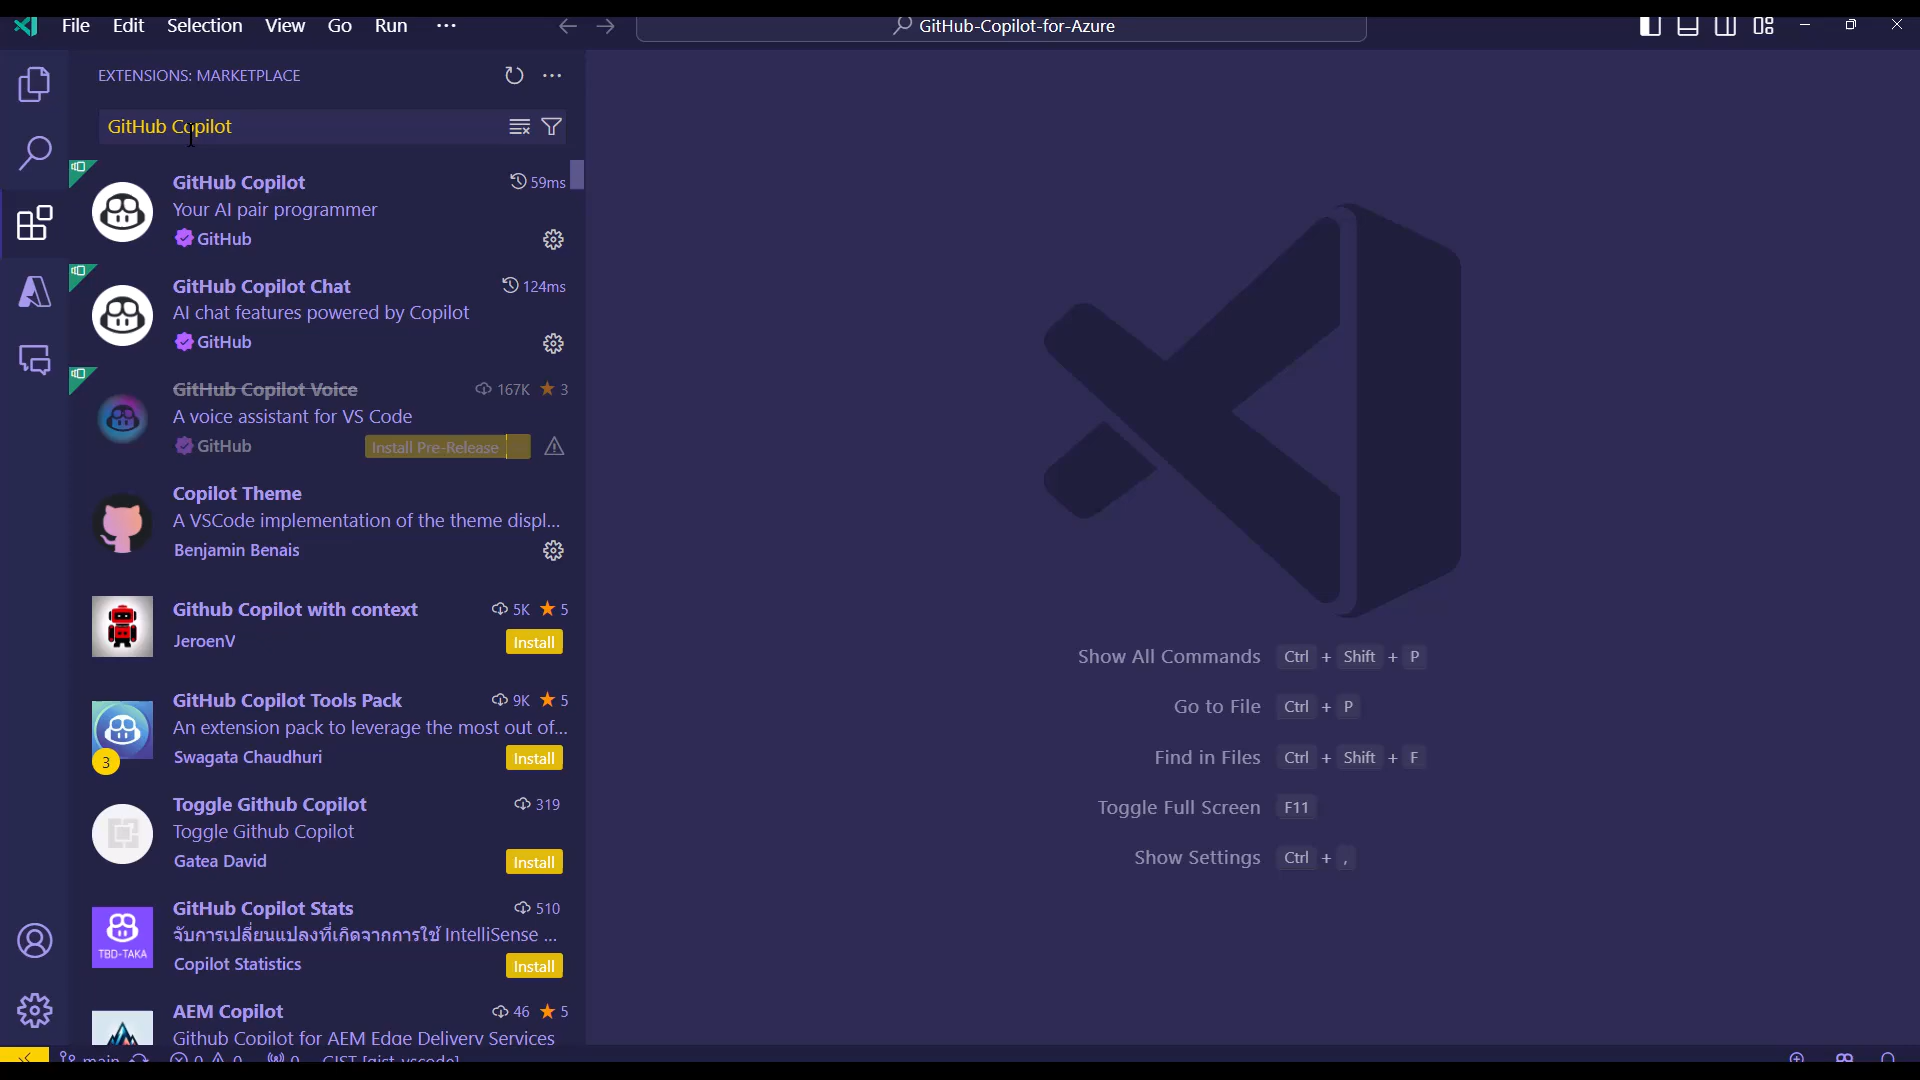 File Edit Selection View Go Run ...
GitHub-Copilot-for-Azure
EXTENSIONS: MARKETPLACE
GitHub Copilot
GitHub Copilot 59ms
Your AI pair programmer
GitHub
GitHub Copilot Chat 124ms
AI chat features powered by Copilot
GitHub
GitHub Copilot Voice 167K 3
A voice assistant for VS Code
GitHub Install Pre-Release
Copilot Theme
A VSCode implementation of the theme displ...
Benjamin Benais
Github Copilot with context 5K 5
JeroenV Install
GitHub Copilot Tools Pack 9K 5
An extension pack to leverage the most out of...
3
Swagata Chaudhuri Install
Toggle Github Copilot 319
Toggle Github Copilot
Gatea David Install
GitHub Copilot Stats 510
จับการเปลี่ยนแปลงที่เกิดจากการใช้ IntelliSense ...
TBD-TAKA
Copilot Statistics Install
AEM Copilot 46 5
Github Copilot for AEM Edge Delivery Services
main 0 0 0 GIST [gist-vscode]
Show All Commands Ctrl + Shift + P
Go to File Ctrl + P
Find in Files Ctrl + Shift + F
Toggle Full Screen F11
Show Settings Ctrl + ,